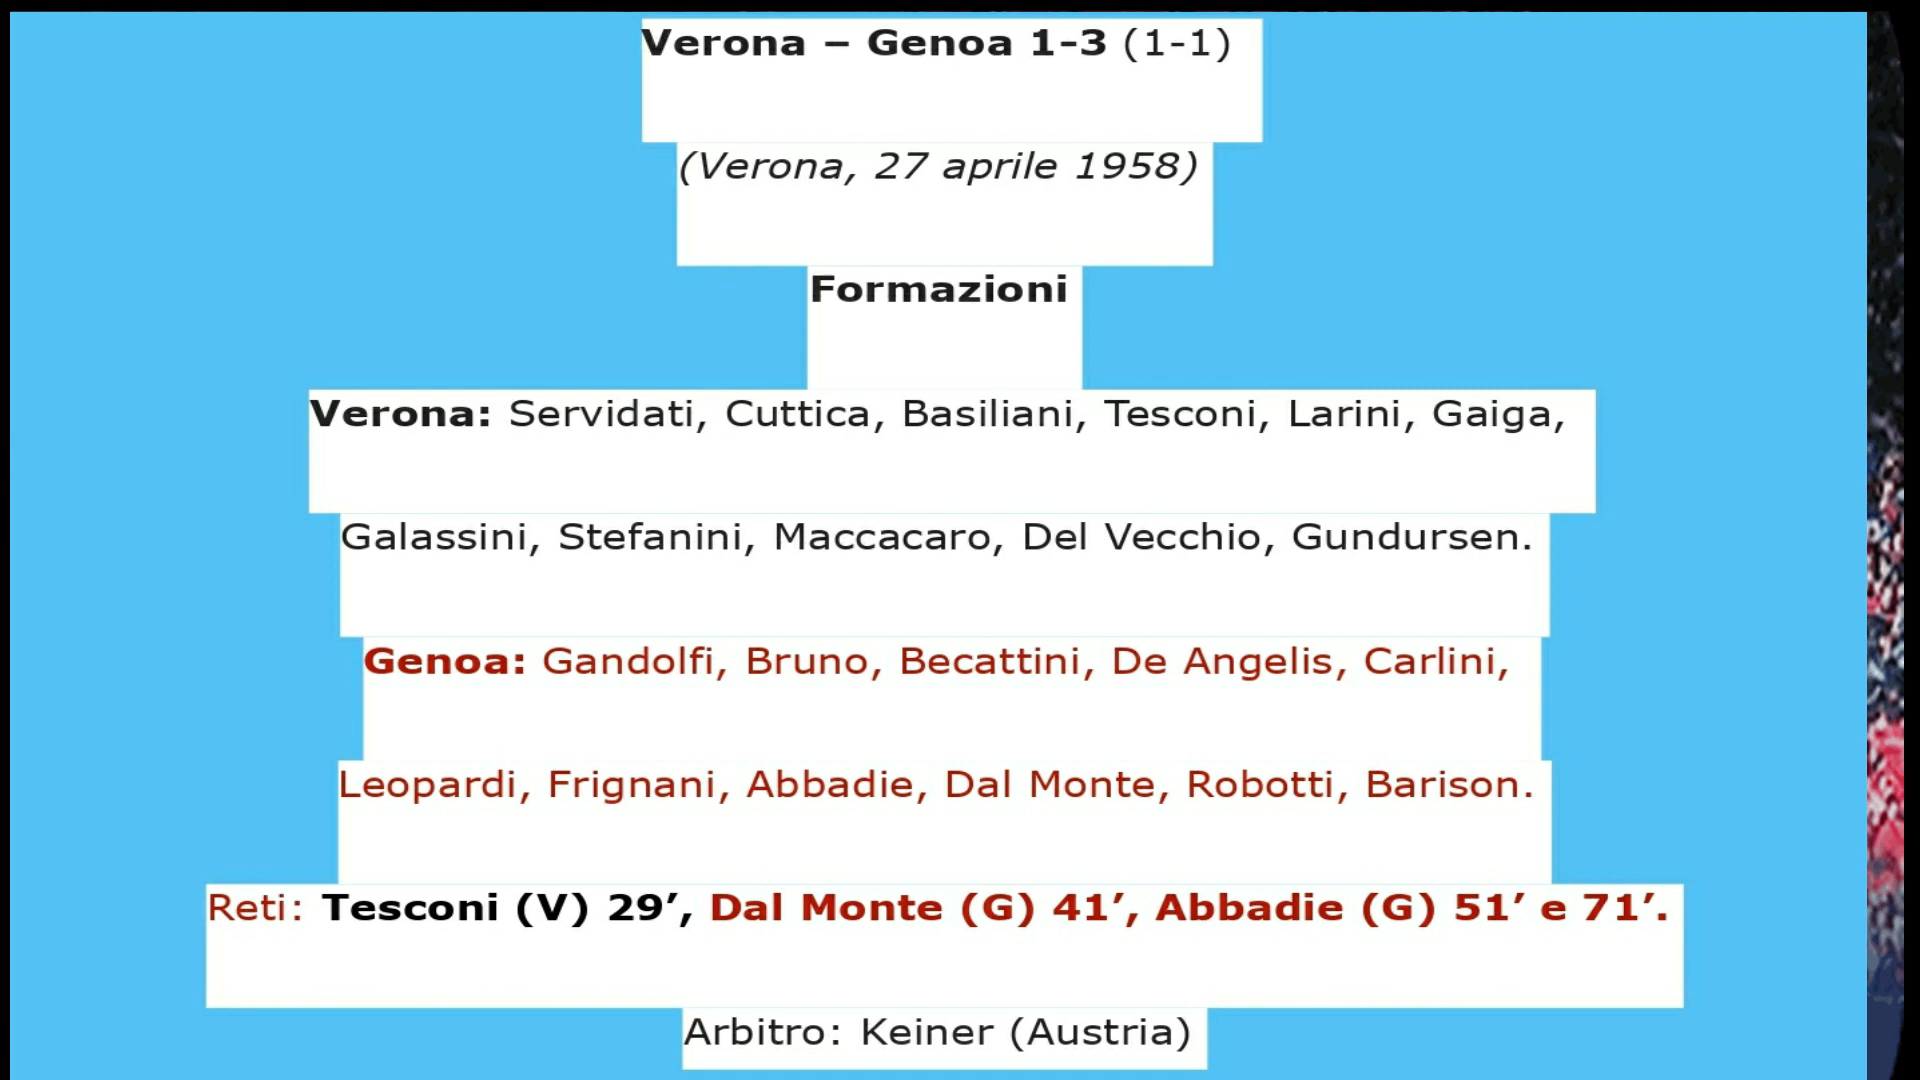 Verona – Genoa 1-3 (1-1)
(Verona, 27 aprile 1958)
Formazioni
Verona: Servidati, Cuttica, Basiliani, Tesconi, Larini, Gaiga,
Galassini, Stefanini, Maccacaro, Del Vecchio, Gundursen.
Genoa: Gandolfi, Bruno, Becattini, De Angelis, Carlini,
Leopardi, Frignani, Abbadie, Dal Monte, Robotti, Barison.
Reti: Tesconi (V) 29’, Dal Monte (G) 41’, Abbadie (G) 51’ e 71’.
Arbitro: Keiner (Austria)